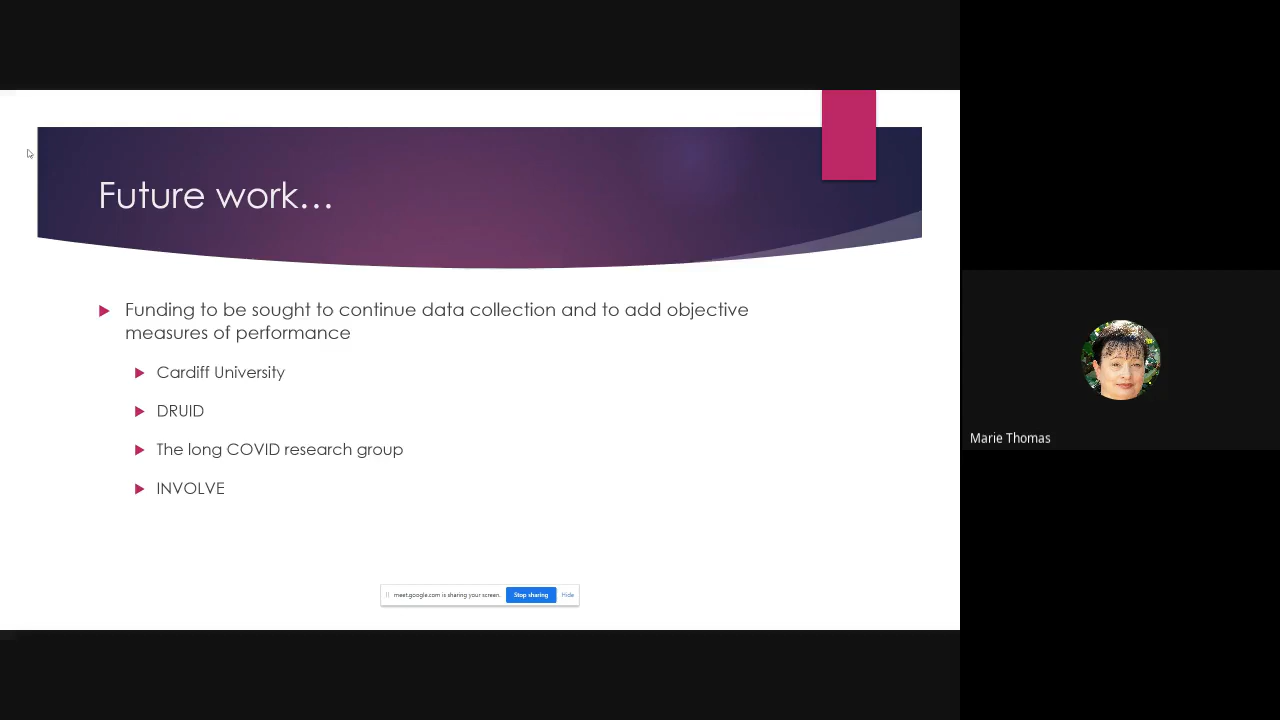 Future work...
Funding to be sought to continue data collection and to add objective
measures of performance
Cardiff University
DRUID
The long COVID research group
INVOLVE
meet.google.com is sharing your screen. Stop sharing Hide
Marie Thomas